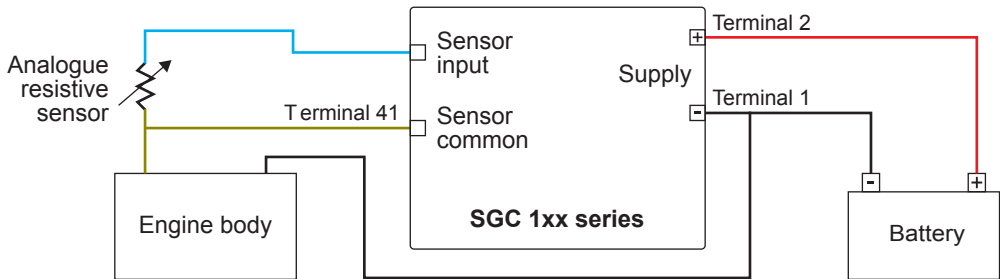 Analogue
resistive
sensor
Sensor
input
Terminal 41
Sensor
common
Engine body
SGC 1xx series
Supply
+
-
Terminal 2
Terminal 1
-
+
Battery